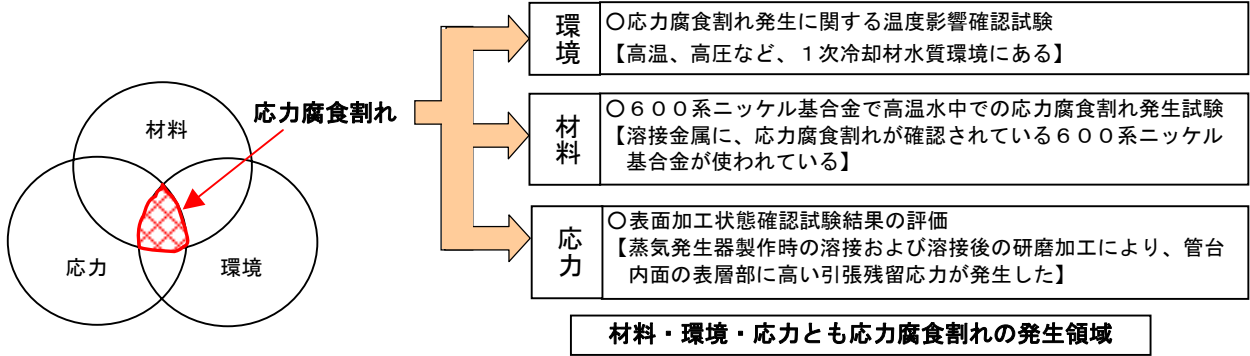 材料
応力
環境
応力腐食割れ
環境
〇応力腐食割れ発生に関する温度影響確認試験
【高温、高圧など、１次冷却材水質環境にある】
材料
〇６００系ニッケル基合金で高温水中での応力腐食割れ発生試験
【溶接金属に、応力腐食割れが確認されている６００系ニッケル
基合金が使われている】
応力
〇表面加工状態確認試験結果の評価
【蒸気発生器製作時の溶接および溶接後の研磨加工により、管台
内面の表層部に高い引張残留応力が発生した】
材料・環境・応力とも応力腐食割れの発生領域